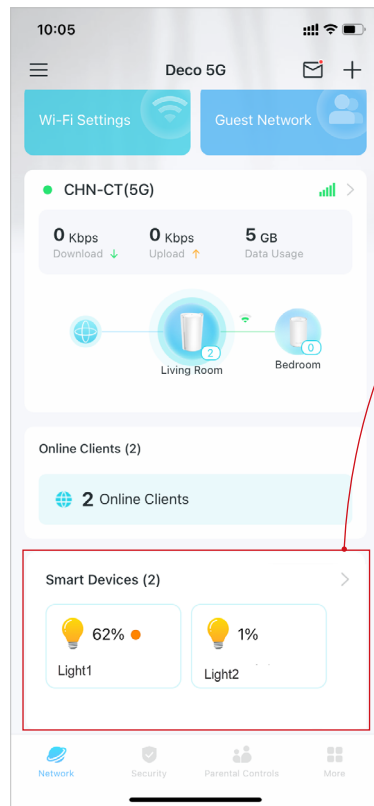 10:05
Deco 5G
Wi-Fi Settings
Guest Network
CHN-CT(5G)
0 Kbps 0 Kbps 5 GB
Download ↓ Upload ↑ Data Usage
2
0
Living Room
Bedroom
Online Clients (2)
2 Online Clients
Smart Devices (2)
62% 1%
Light1 Light2
Network Security Parental Controls More